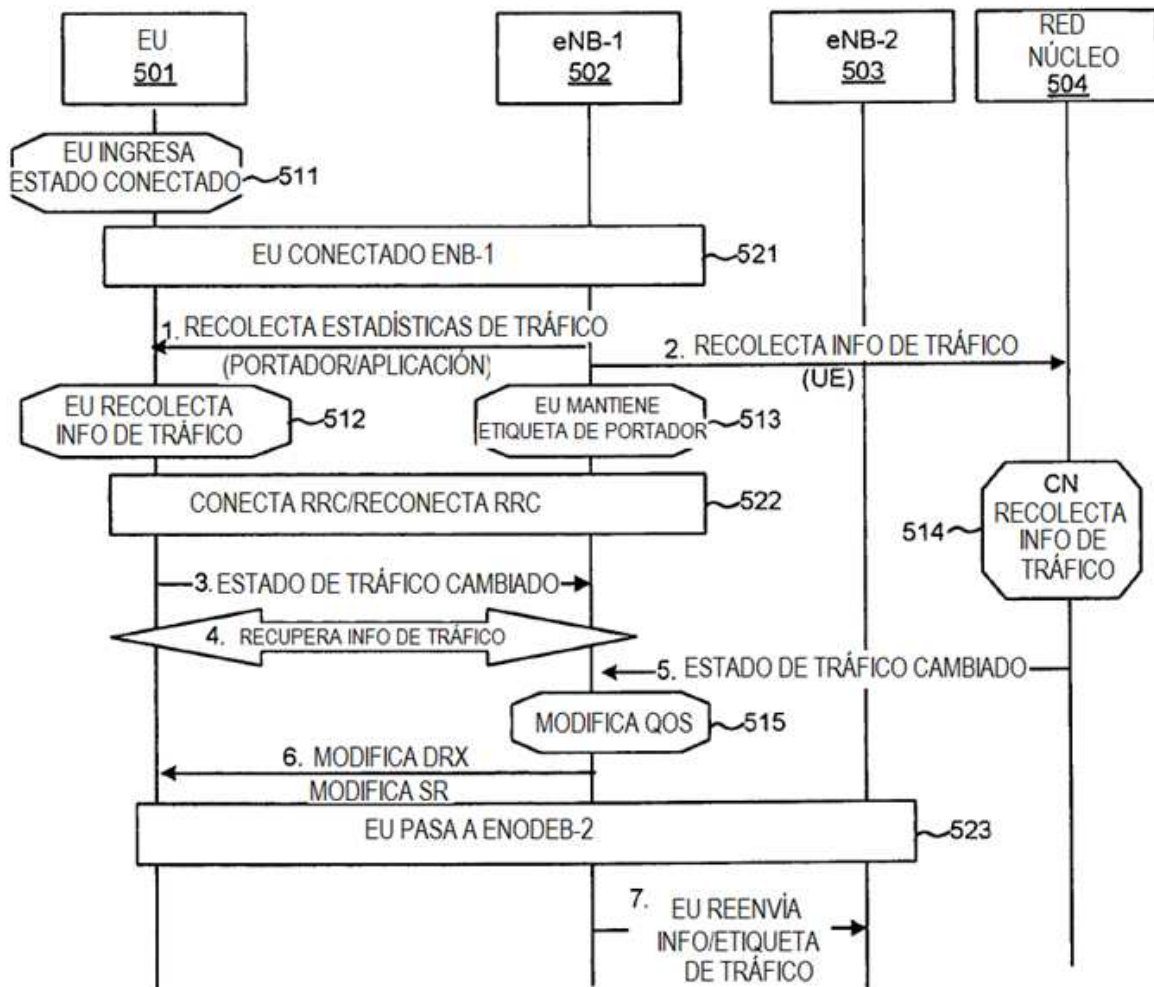 EU
501
eNB-1
502
eNB-2
503
RED
NÚCLEO
504
EU INGRESA
ESTADO CONECTADO
511
EU CONECTADO ENB-1
521
1. RECOLECTA ESTADÍSTICAS DE TRÁFICO
(PORTADOR/APLICACIÓN)
2. RECOLECTA INFO DE TRÁFICO
(UE)
EU RECOLECTA
INFO DE TRÁFICO
512
EU MANTIENE
ETIQUETA DE PORTADOR
513
CONECTA RRC/RECONECTA RRC
522
CN
RECOLECTA
INFO DE
TRÁFICO
514
3. ESTADO DE TRÁFICO CAMBIADO
4. RECUPERA INFO DE TRÁFICO
5. ESTADO DE TRÁFICO CAMBIADO
MODIFICA QOS
515
6. MODIFICA DRX
MODIFICA SR
EU PASA A ENODEB-2
523
7. EU REENVÍA
INFO/ETIQUETA
DE TRÁFICO